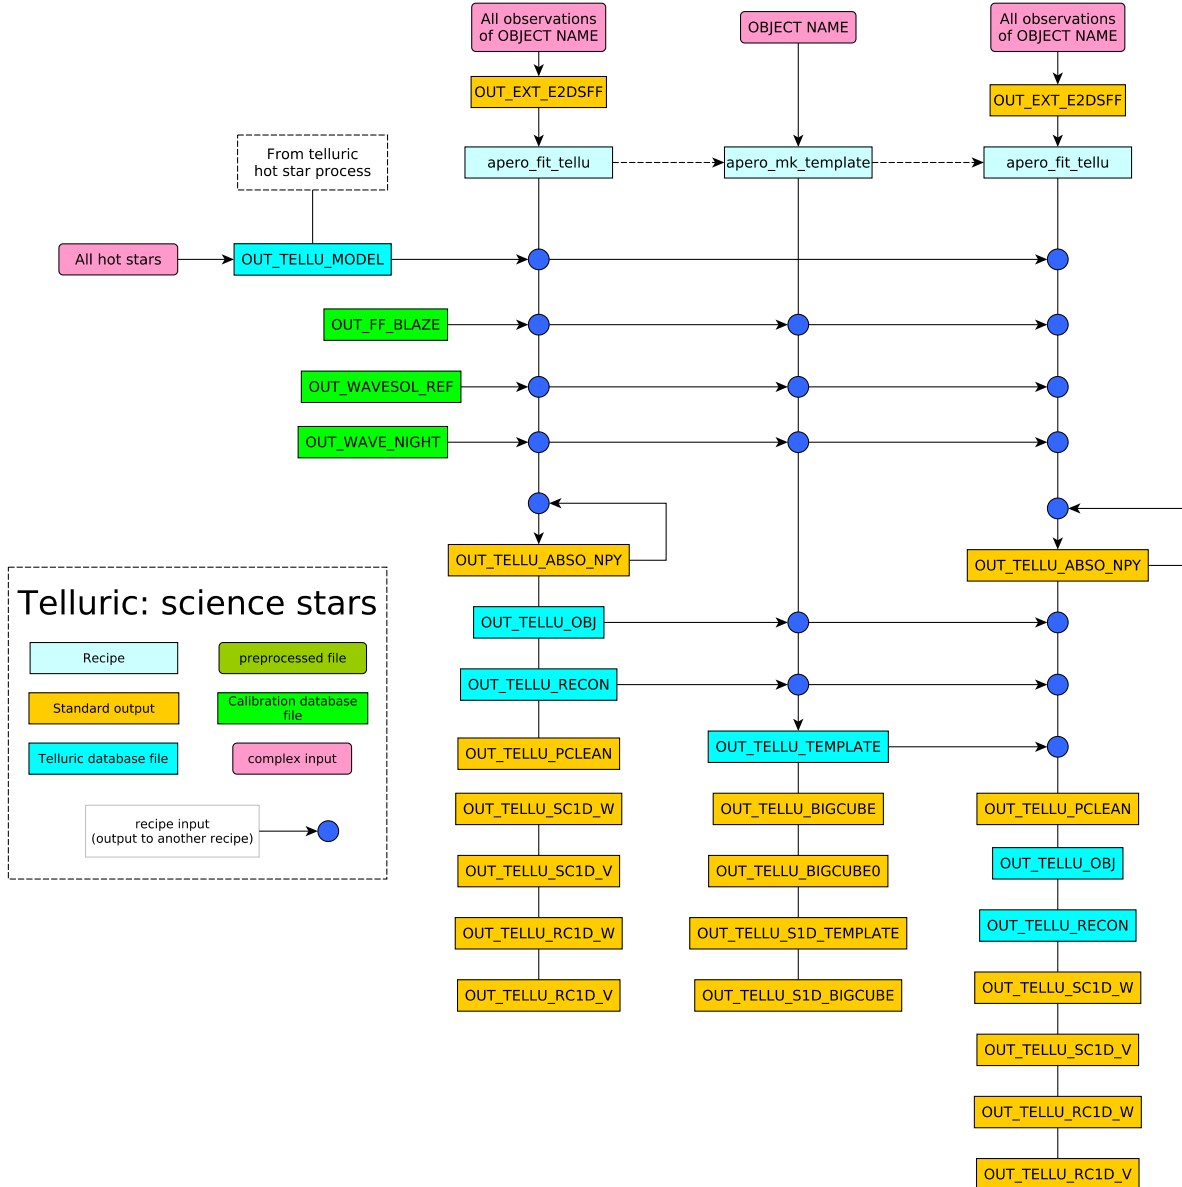 All observations
of OBJECT NAME
OBJECT NAME
All observations
of OBJECT NAME
OUT_EXT_E2DSFF
OUT_EXT_E2DSFF
From telluric
hot star process
apero_fit_tellu
apero_mk_template
apero_fit_tellu
All hot stars
OUT_TELLU_MODEL
OUT_FF_BLAZE
OUT_WAVESOL_REF
OUT_WAVE_NIGHT
OUT_TELLU_ABSO_NPY
OUT_TELLU_ABSO_NPY
OUT_TELLU_OBJ
OUT_TELLU_RECON
OUT_TELLU_PCLEAN
OUT_TELLU_SC1D_W
OUT_TELLU_SC1D_V
OUT_TELLU_RC1D_W
OUT_TELLU_RC1D_V
OUT_TELLU_TEMPLATE
OUT_TELLU_BIGCUBE
OUT_TELLU_BIGCUBE0
OUT_TELLU_S1D_TEMPLATE
OUT_TELLU_S1D_BIGCUBE
OUT_TELLU_PCLEAN
OUT_TELLU_OBJ
OUT_TELLU_RECON
OUT_TELLU_SC1D_W
OUT_TELLU_SC1D_V
OUT_TELLU_RC1D_W
OUT_TELLU_RC1D_V
Telluric: science stars
Recipe
preprocessed file
Standard output
Calibration database
file
Telluric database file
complex input
recipe input
(output to another recipe)